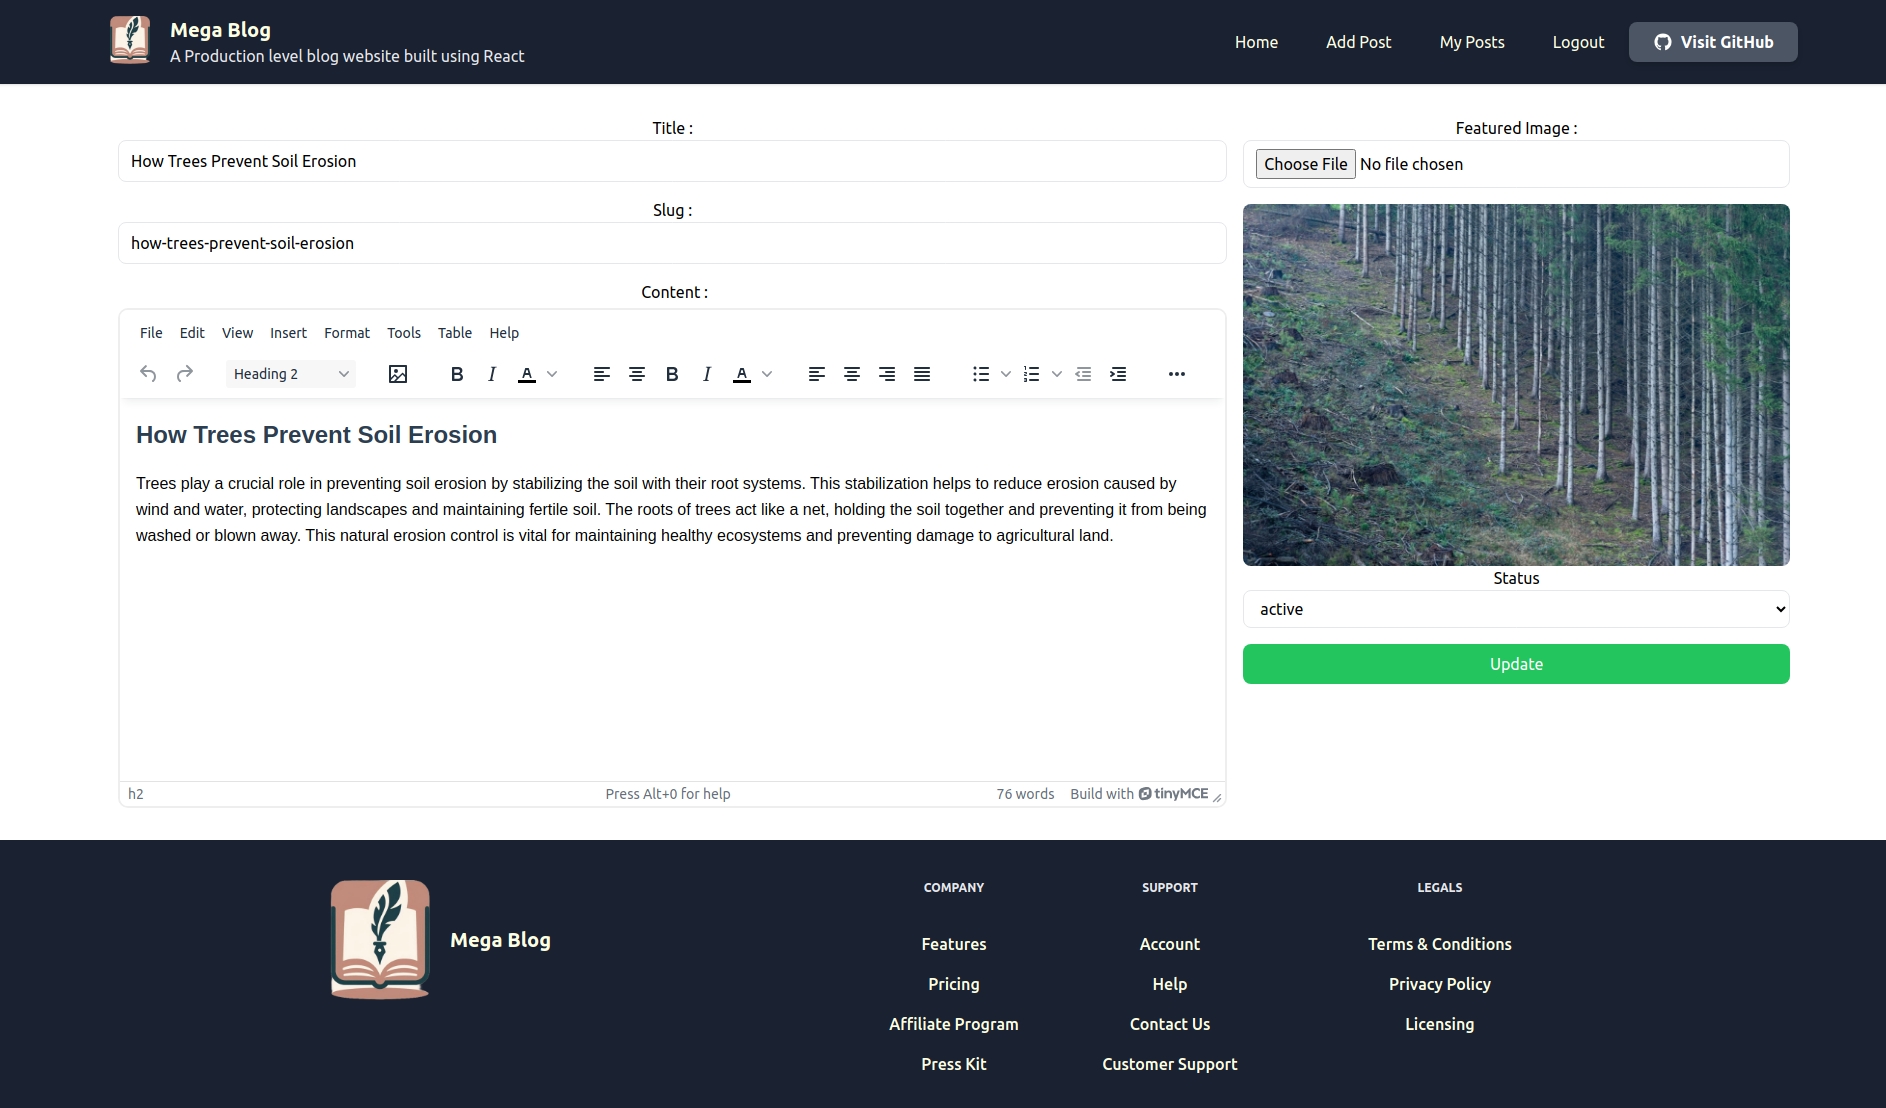 Mega Blog
A Production level blog website built using React
Home Add Post My Posts Logout Visit GitHub
Title :
How Trees Prevent Soil Erosion
Slug :
how-trees-prevent-soil-erosion
Content :
File Edit View Insert Format Tools Table Help
Heading 2
How Trees Prevent Soil Erosion
Trees play a crucial role in preventing soil erosion by stabilizing the soil with their root systems. This stabilization helps to reduce erosion caused by
wind and water, protecting landscapes and maintaining fertile soil. The roots of trees act like a net, holding the soil together and preventing it from being
washed or blown away. This natural erosion control is vital for maintaining healthy ecosystems and preventing damage to agricultural land.
h2 Press Alt+0 for help 76 words Build with tinyMCE
Featured Image :
Choose File No file chosen
Status
active
Update
Mega Blog
COMPANY
Features
Pricing
Affiliate Program
Press Kit
SUPPORT
Account
Help
Contact Us
Customer Support
LEGALS
Terms & Conditions
Privacy Policy
Licensing